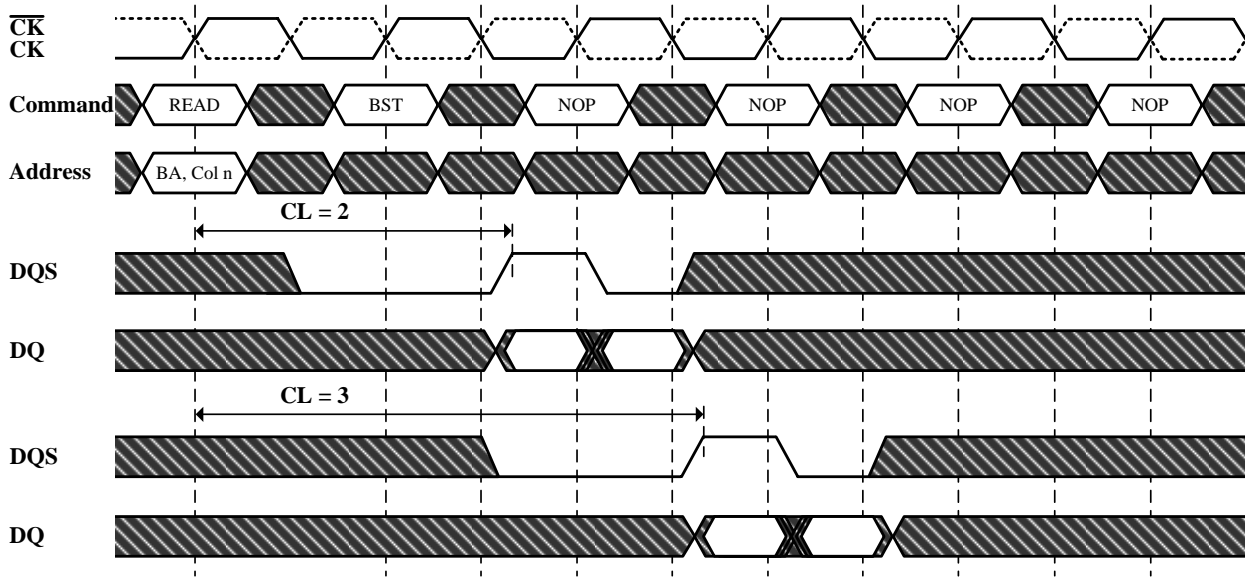 C̅K̅
CK
Command READ BST NOP NOP NOP NOP
Address BA, Col n
CL = 2
DQS
DQ
CL = 3
DQS
DQ